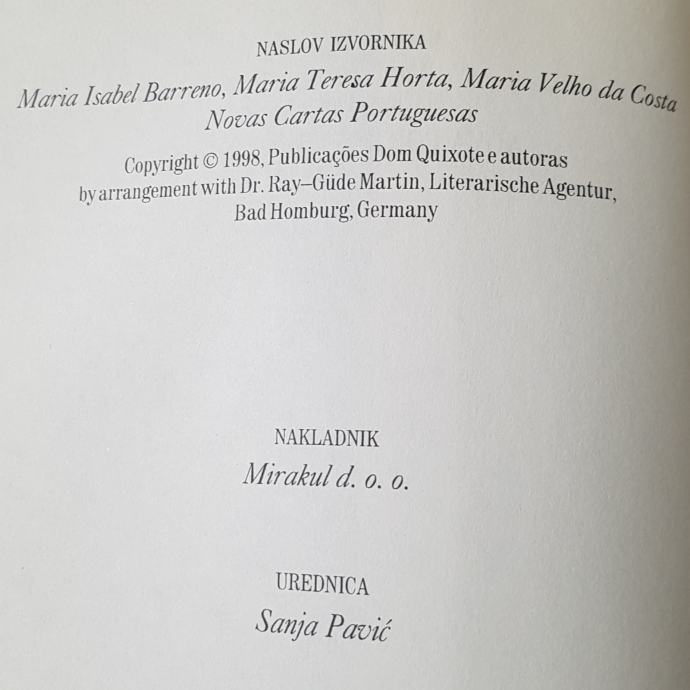 NASLOV IZVORNIKA
Maria Isabel Barreno, Maria Teresa Horta, Maria Velho da Costa
Novas Cartas Portuguesas
Copyright © 1998, Publicações Dom Quixote e autoras
by arrangement with Dr. Ray–Güde Martin, Literarische Agentur,
Bad Homburg, Germany
NAKLADNIK
Mirakul d. o. o.
UREDNICA
Sanja Pavić